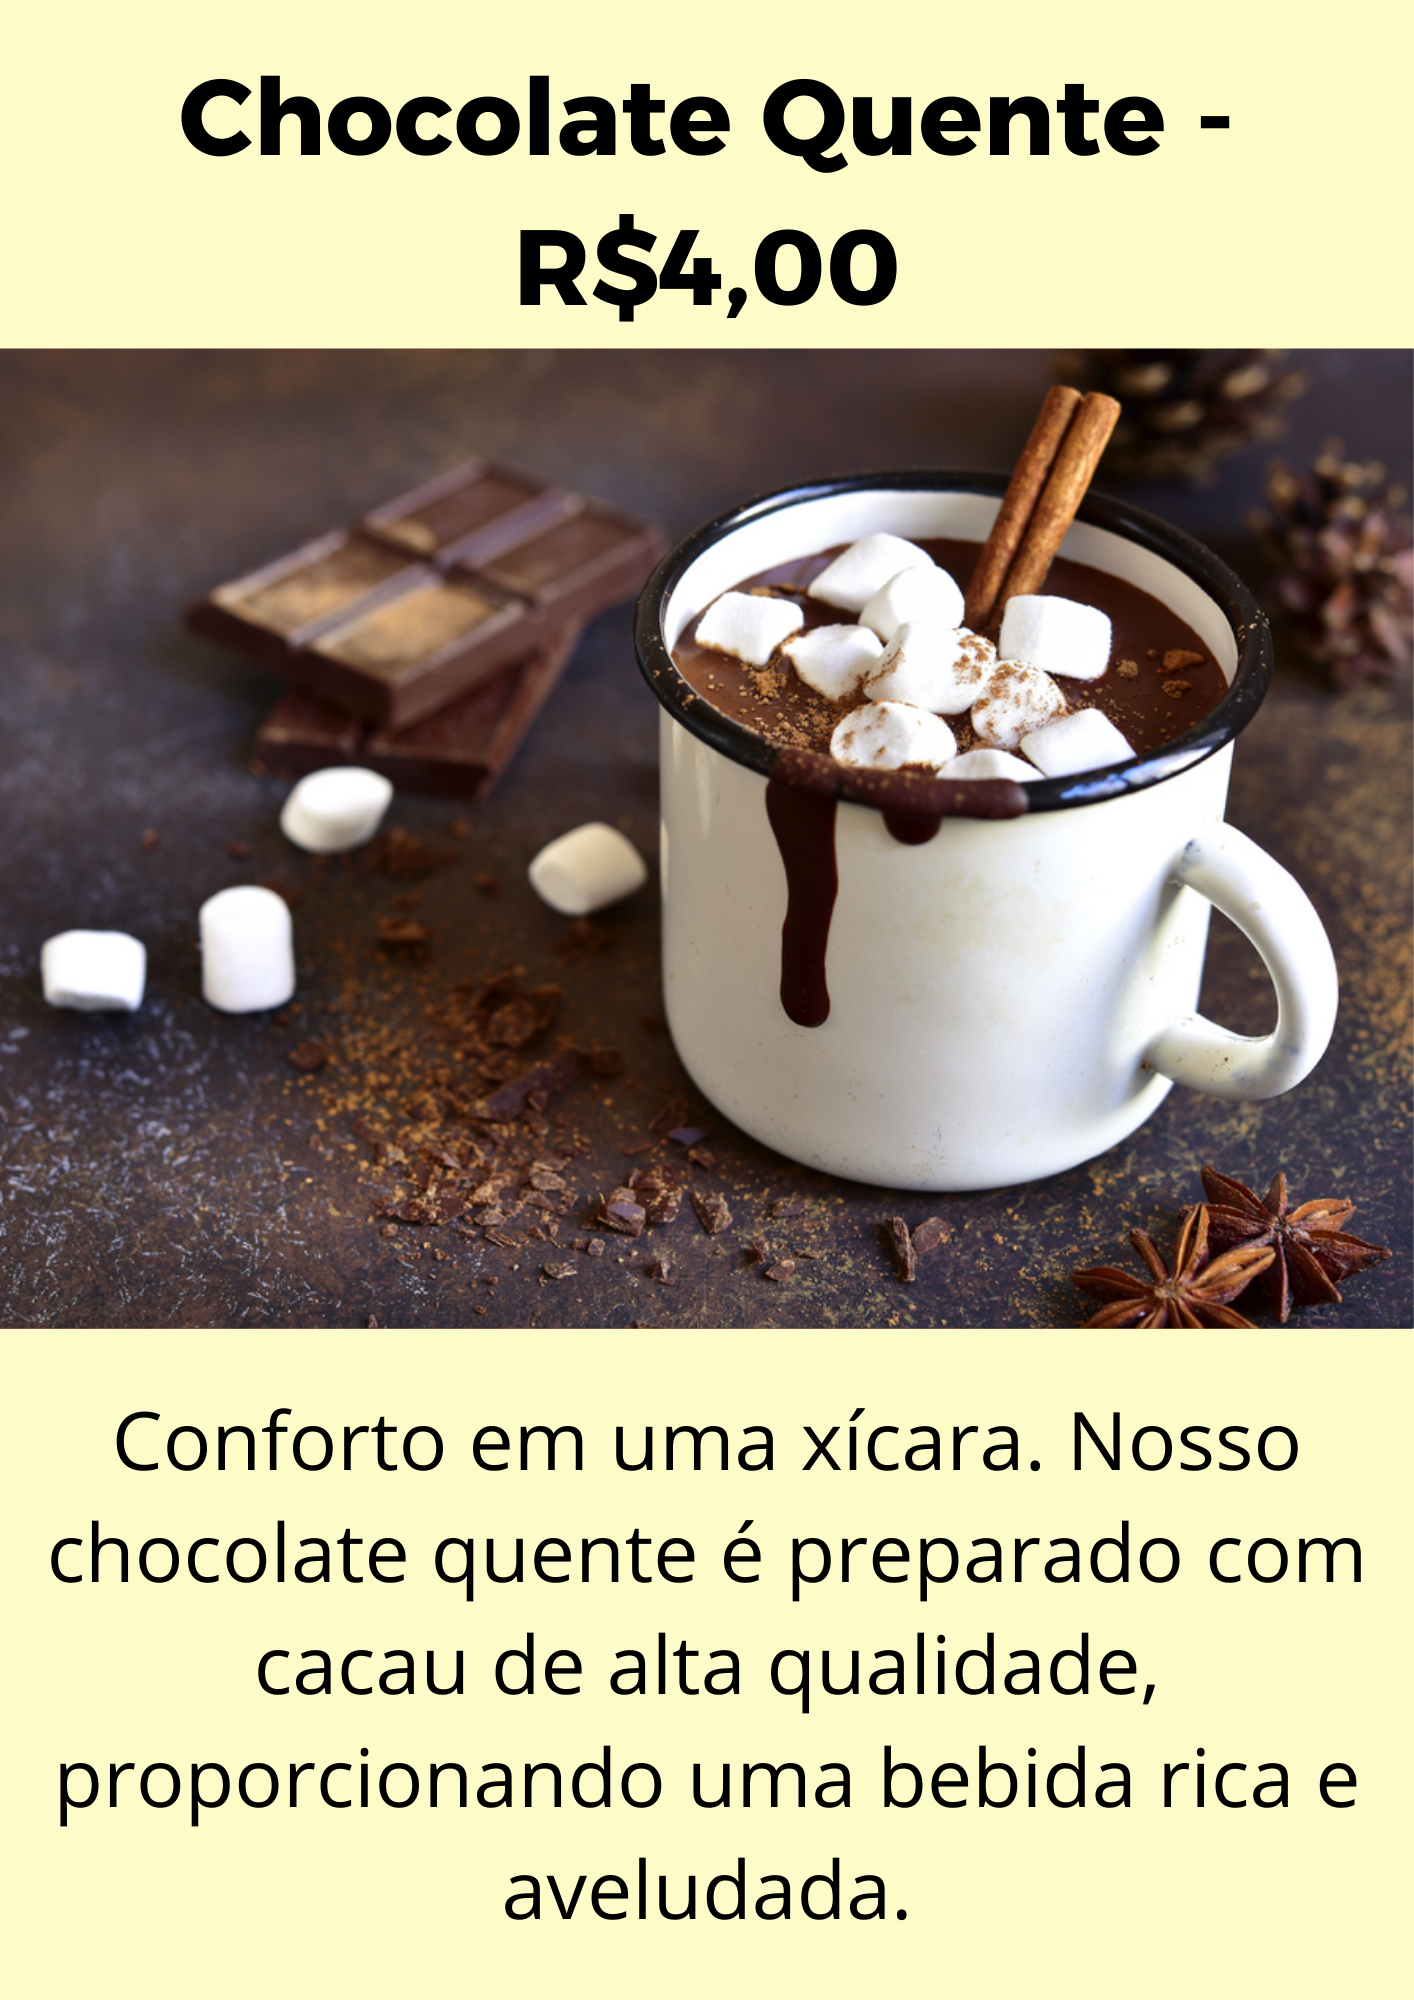 Chocolate Quente -
R$4,00
Conforto em uma xícara. Nosso
chocolate quente é preparado com
cacau de alta qualidade,
proporcionando uma bebida rica e
aveludada.